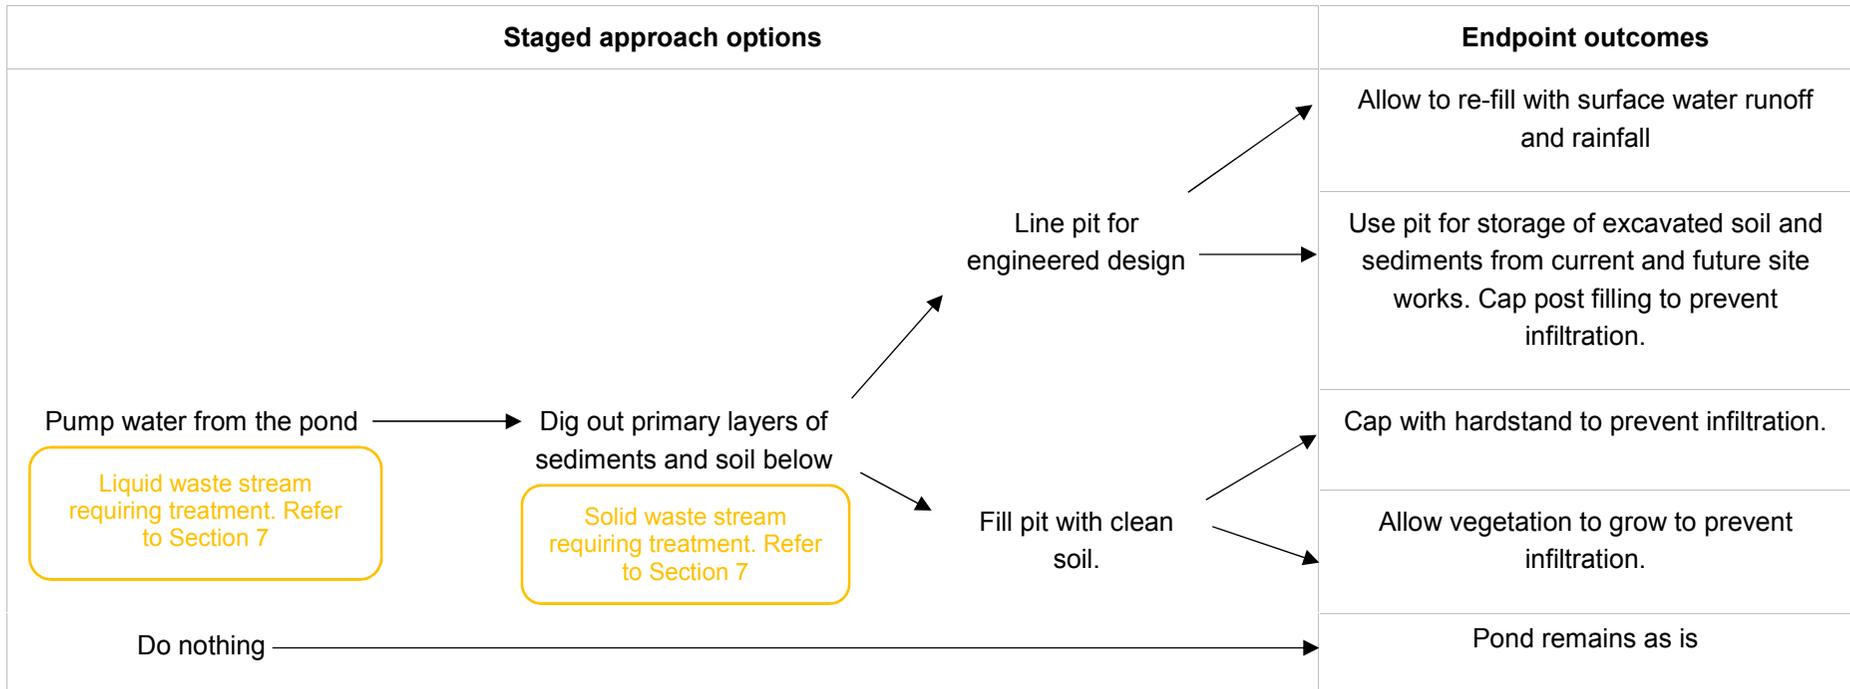 Staged approach options
Endpoint outcomes
Allow to re-fill with surface water runoff
and rainfall
Line pit for
engineered design
Use pit for storage of excavated soil and
sediments from current and future site
works. Cap post filling to prevent
infiltration.
Pump water from the pond
Liquid waste stream
requiring treatment. Refer
to Section 7
Dig out primary layers of
sediments and soil below
Solid waste stream
requiring treatment. Refer
to Section 7
Cap with hardstand to prevent infiltration.
Fill pit with clean
soil.
Allow vegetation to grow to prevent
infiltration.
Do nothing
Pond remains as is